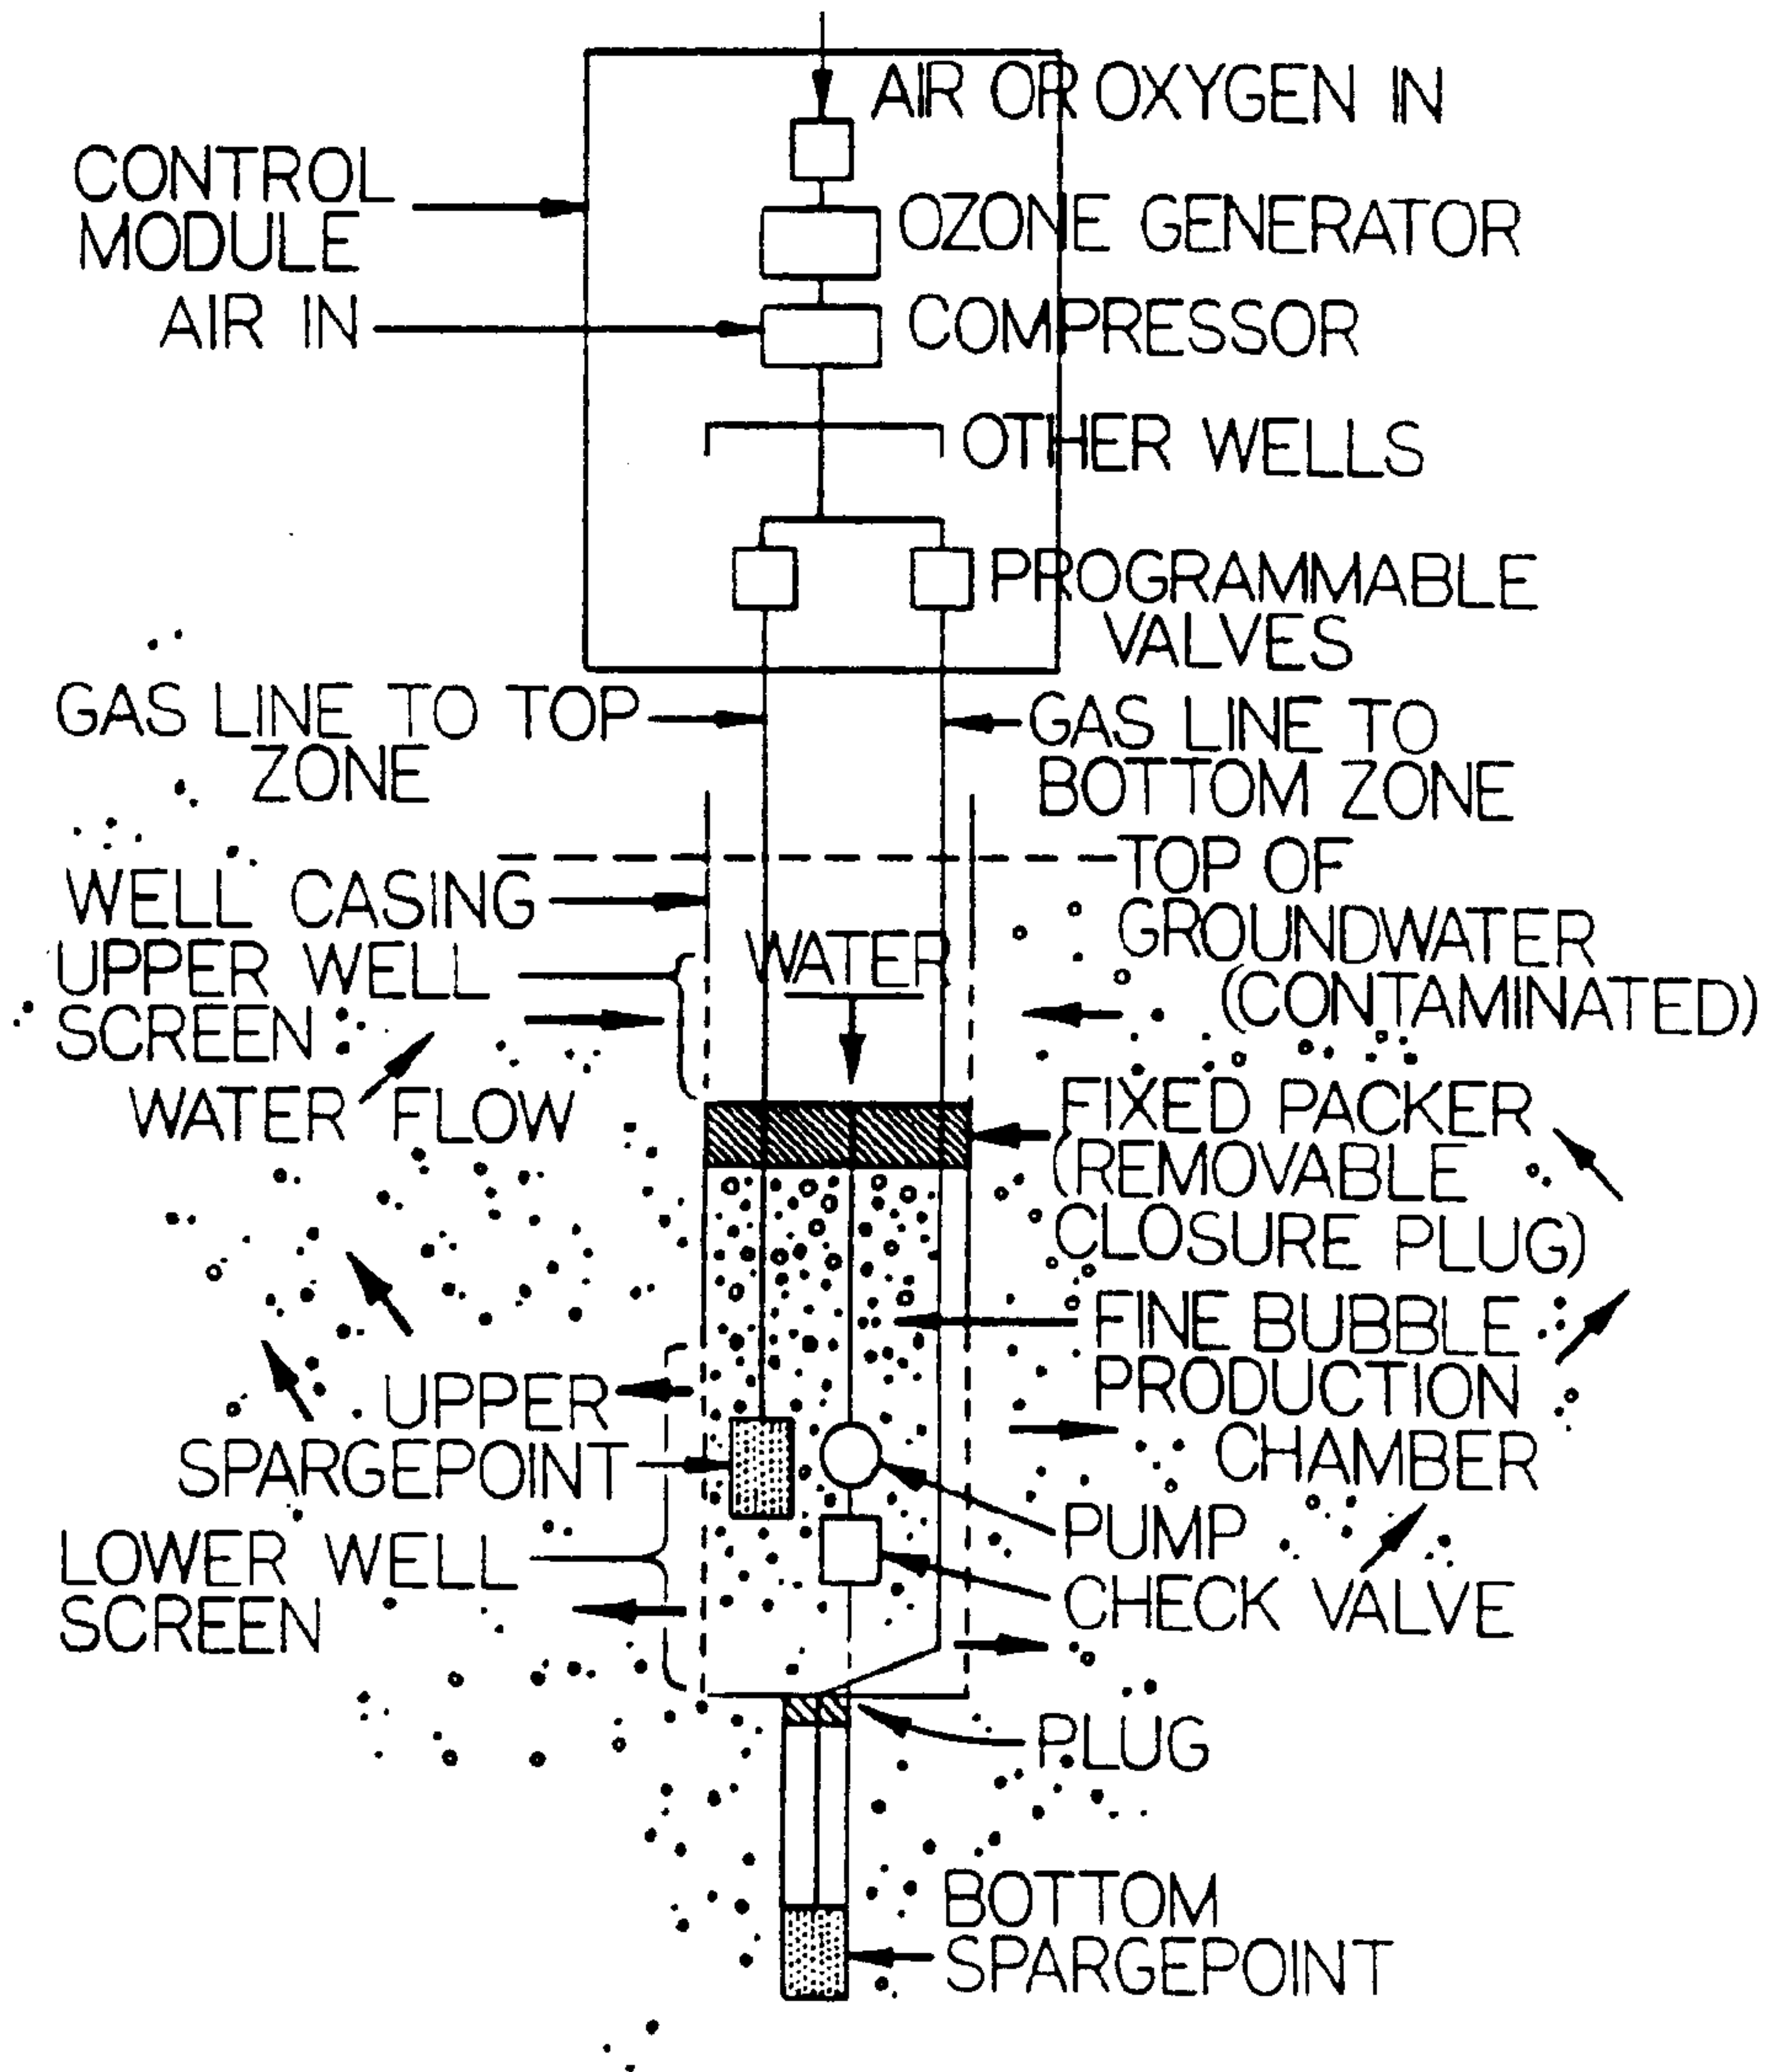 AIR OR OXYGEN IN
CONTROL
MODULE
OZONE GENERATOR
AIR IN
COMPRESSOR
OTHER WELLS
PROGRAMMABLE
VALVES
GAS LINE TO TOP
ZONE
GAS LINE TO
BOTTOM ZONE
TOP OF
GROUNDWATER
(CONTAMINATED)
WELL CASING
UPPER WELL
SCREEN
WATER
WATER FLOW
FIXED PACKER
(REMOVABLE
CLOSURE PLUG)
FINE BUBBLE
PRODUCTION
CHAMBER
UPPER
SPARGEPOINT
PUMP
LOWER WELL
SCREEN
CHECK VALVE
PLUG
BOTTOM
SPARGEPOINT